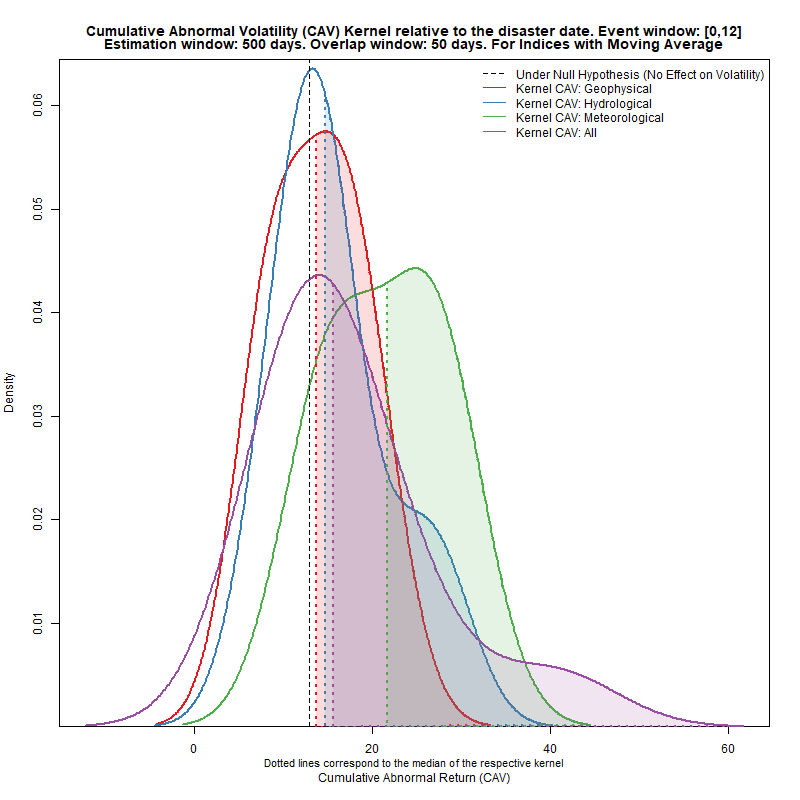 Cumulative Abnormal Volatility (CAV) Kernel relative to the disaster date. Event window: [0,12]
Estimation window: 500 days. Overlap window: 50 days. For Indices with Moving Average
Under Null Hypothesis (No Effect on Volatility)
Kernel CAV: Geophysical
Kernel CAV: Hydrological
Kernel CAV: Meteorological
Kernel CAV: All
Density
0.06
0.05
0.04
0.03
0.02
0.01
0 20 40 60
Dotted lines correspond to the median of the respective kernel
Cumulative Abnormal Return (CAV)